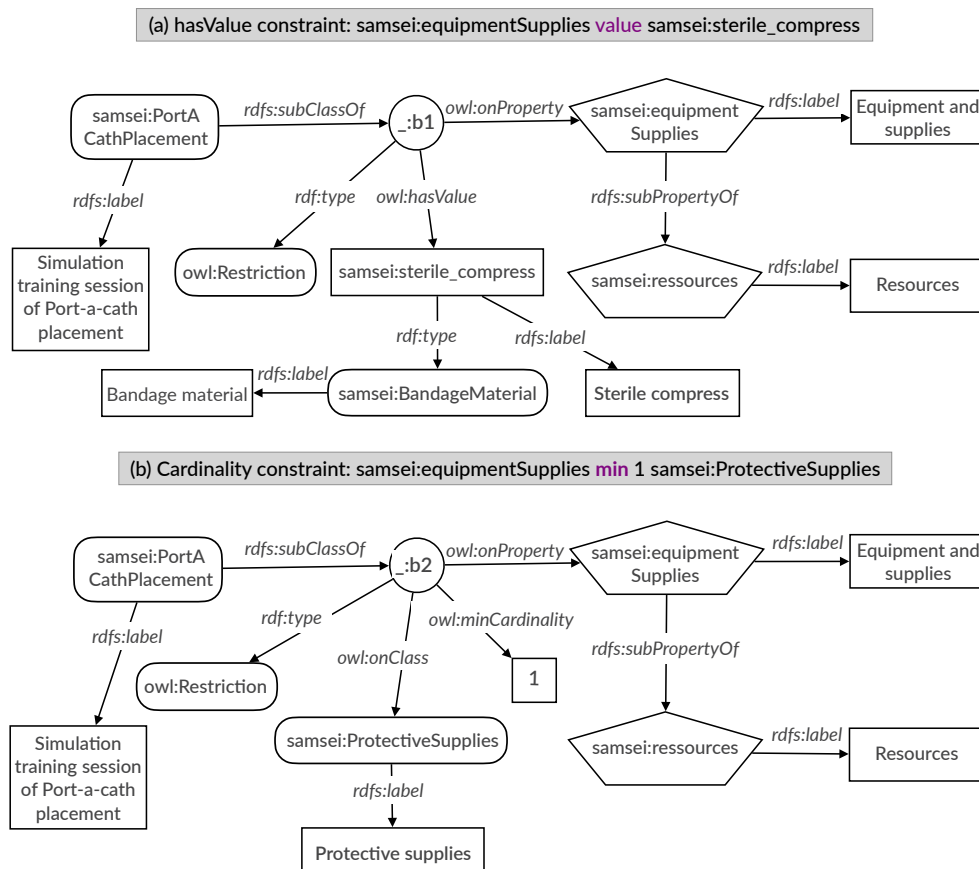 (a) hasValue constraint: samsei:equipmentSupplies value samsei:sterile_compress
samsei:PortA
CathPlacement
rdfs:subClassOf
_:b1
owl:onProperty
samsei:equipment
Supplies
rdfs:label
Equipment and
supplies
rdfs:label
rdf:type
owl:hasValue
rdfs:subPropertyOf
Simulation
training session
of Port-a-cath
placement
owl:Restriction
samsei:sterile_compress
samsei:ressources
rdfs:label
Resources
rdf:type
rdfs:label
Bandage material
rdfs:label
samsei:BandageMaterial
Sterile compress
(b) Cardinality constraint: samsei:equipmentSupplies min 1 samsei:ProtectiveSupplies
samsei:PortA
CathPlacement
rdfs:subClassOf
_:b2
owl:onProperty
samsei:equipment
Supplies
rdfs:label
Equipment and
supplies
rdfs:label
rdf:type
owl:minCardinality
owl:onClass
rdfs:subPropertyOf
owl:Restriction
1
Simulation
training session
of Port-a-cath
placement
samsei:ProtectiveSupplies
samsei:ressources
rdfs:label
Resources
rdfs:label
Protective supplies